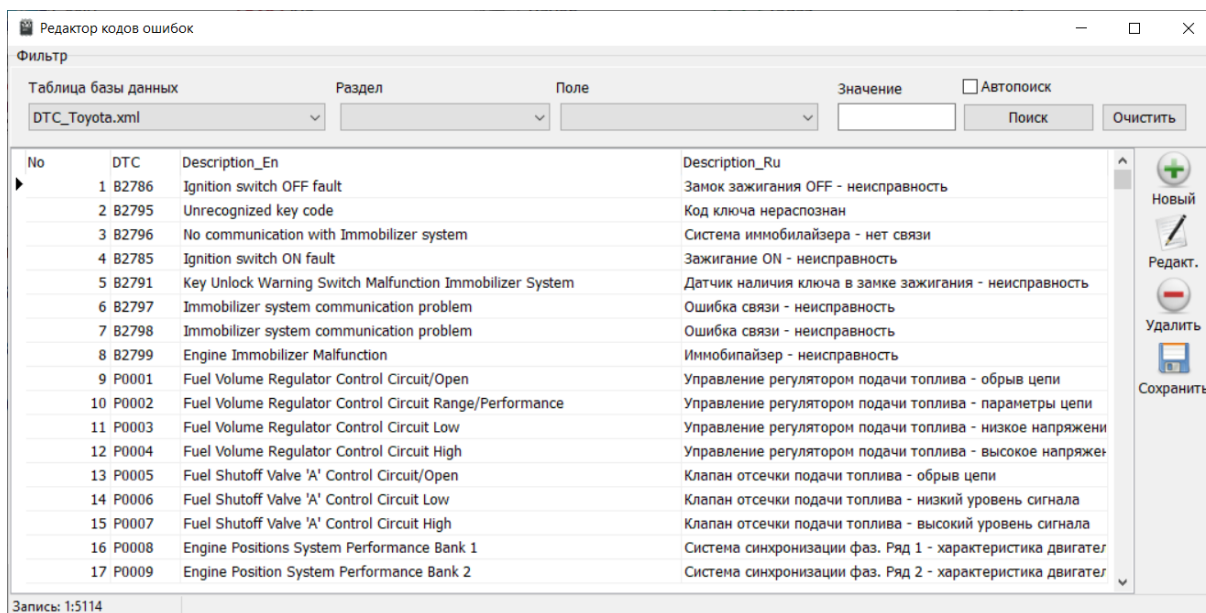 Редактор кодов ошибок
Фильтр
Таблица базы данных Раздел Поле Значение Автопоиск
DTC_Toyota.xml Поиск Очистить
No DTC Description_En Description_Ru
1 B2786 Ignition switch OFF fault Замок зажигания OFF - неисправность
2 B2795 Unrecognized key code Код ключа нераспознан
3 B2796 No communication with Immobilizer system Система иммобилайзера - нет связи
4 B2785 Ignition switch ON fault Зажигание ON - неисправность
5 B2791 Key Unlock Warning Switch Malfunction Immobilizer System Датчик наличия ключа в замке зажигания - неисправность
6 B2797 Immobilizer system communication problem Ошибка связи - неисправность
7 B2798 Immobilizer system communication problem Ошибка связи - неисправность
8 B2799 Engine Immobilizer Malfunction Иммобипайзер - неисправность
9 P0001 Fuel Volume Regulator Control Circuit/Open Управление регулятором подачи топлива - обрыв цепи
10 P0002 Fuel Volume Regulator Control Circuit Range/Performance Управление регулятором подачи топлива - параметры цепи
11 P0003 Fuel Volume Regulator Control Circuit Low Управление регулятором подачи топлива - низкое напряжени
12 P0004 Fuel Volume Regulator Control Circuit High Управление регулятором подачи топлива - высокое напряжен
13 P0005 Fuel Shutoff Valve 'A' Control Circuit/Open Клапан отсечки подачи топлива - обрыв цепи
14 P0006 Fuel Shutoff Valve 'A' Control Circuit Low Клапан отсечки подачи топлива - низкий уровень сигнала
15 P0007 Fuel Shutoff Valve 'A' Control Circuit High Клапан отсечки подачи топлива - высокий уровень сигнала
16 P0008 Engine Positions System Performance Bank 1 Система синхронизации фаз. Ряд 1 - характеристика двигател
17 P0009 Engine Position System Performance Bank 2 Система синхронизации фаз. Ряд 2 - характеристика двигател
Новый
Редакт.
Удалить
Сохранить
Запись: 1:5114